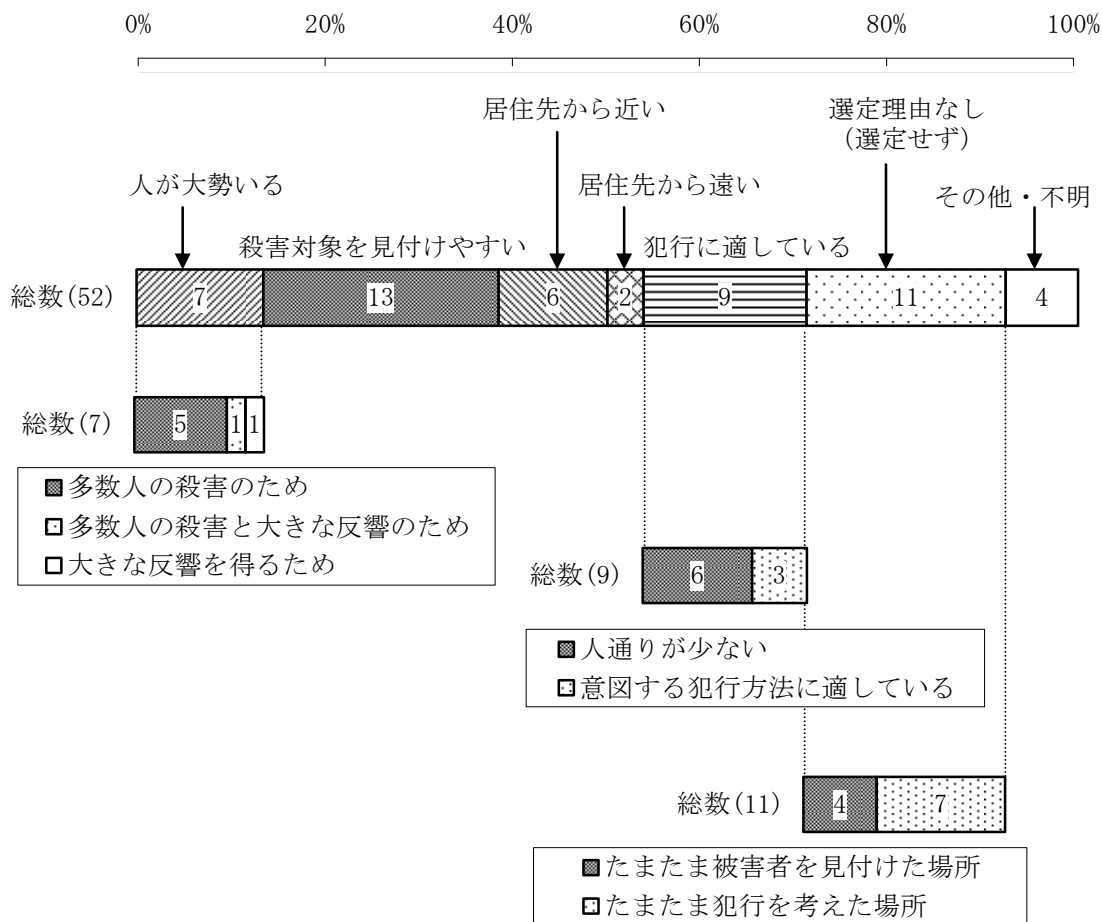 0% 20% 40% 60% 80% 100%
居住先から近い
選定理由なし
(選定せず)
人が大勢いる
居住先から遠い
その他・不明
殺害対象を見付けやすい
犯行に適している
総数(52) 7 13 6 2 9 11 4
総数(7) 5 1 1
多数人の殺害のため
多数人の殺害と大きな反響のため
大きな反響を得るため
総数(9) 6 3
人通りが少ない
意図する犯行方法に適している
総数(11) 4 7
たまたま被害者を見付けた場所
たまたま犯行を考えた場所